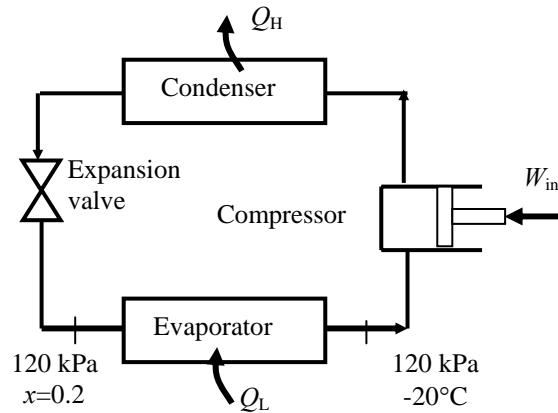 Q_H
Condenser
Expansion
valve
Compressor
W_in
Evaporator
120 kPa
x=0.2
Q_L
120 kPa
-20°C